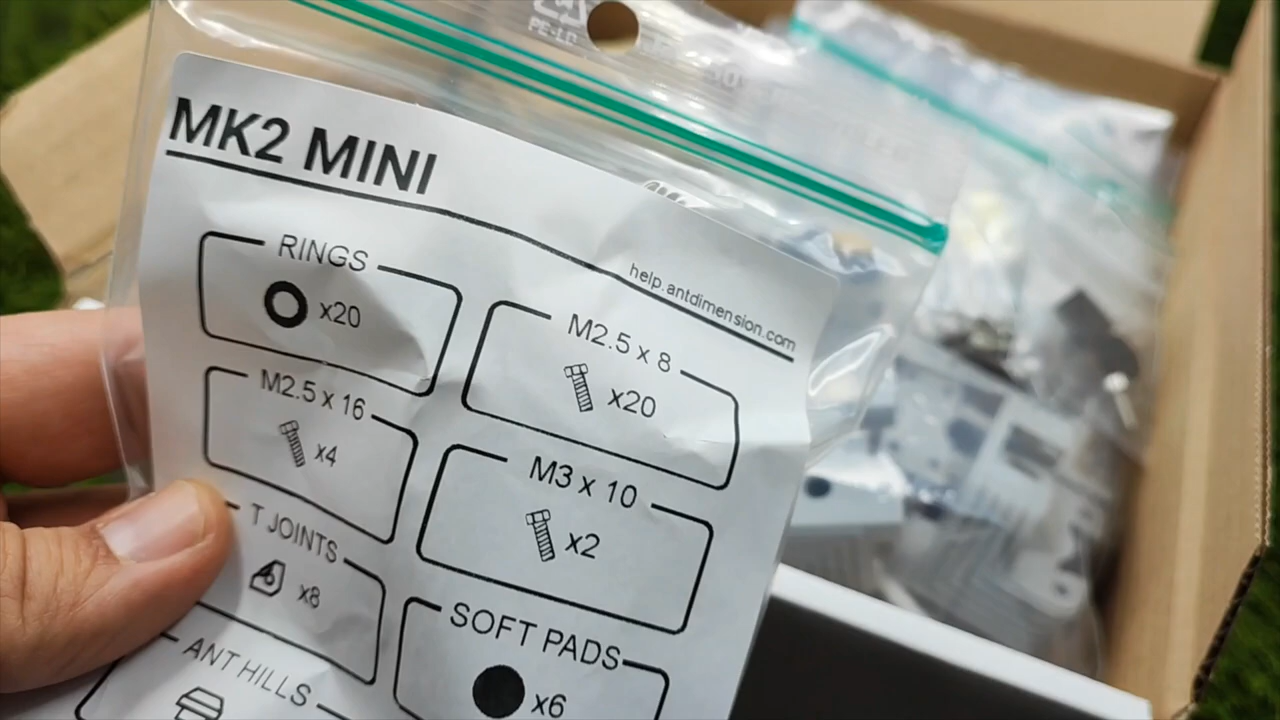 PE-LD
MK2 MINI
help.antdimension.com
RINGS
x20
M2.5 x 8
x20
M2.5 x 16
x4
M3 x 10
x2
T JOINTS
x8
SOFT PADS
x6
ANT HILLS